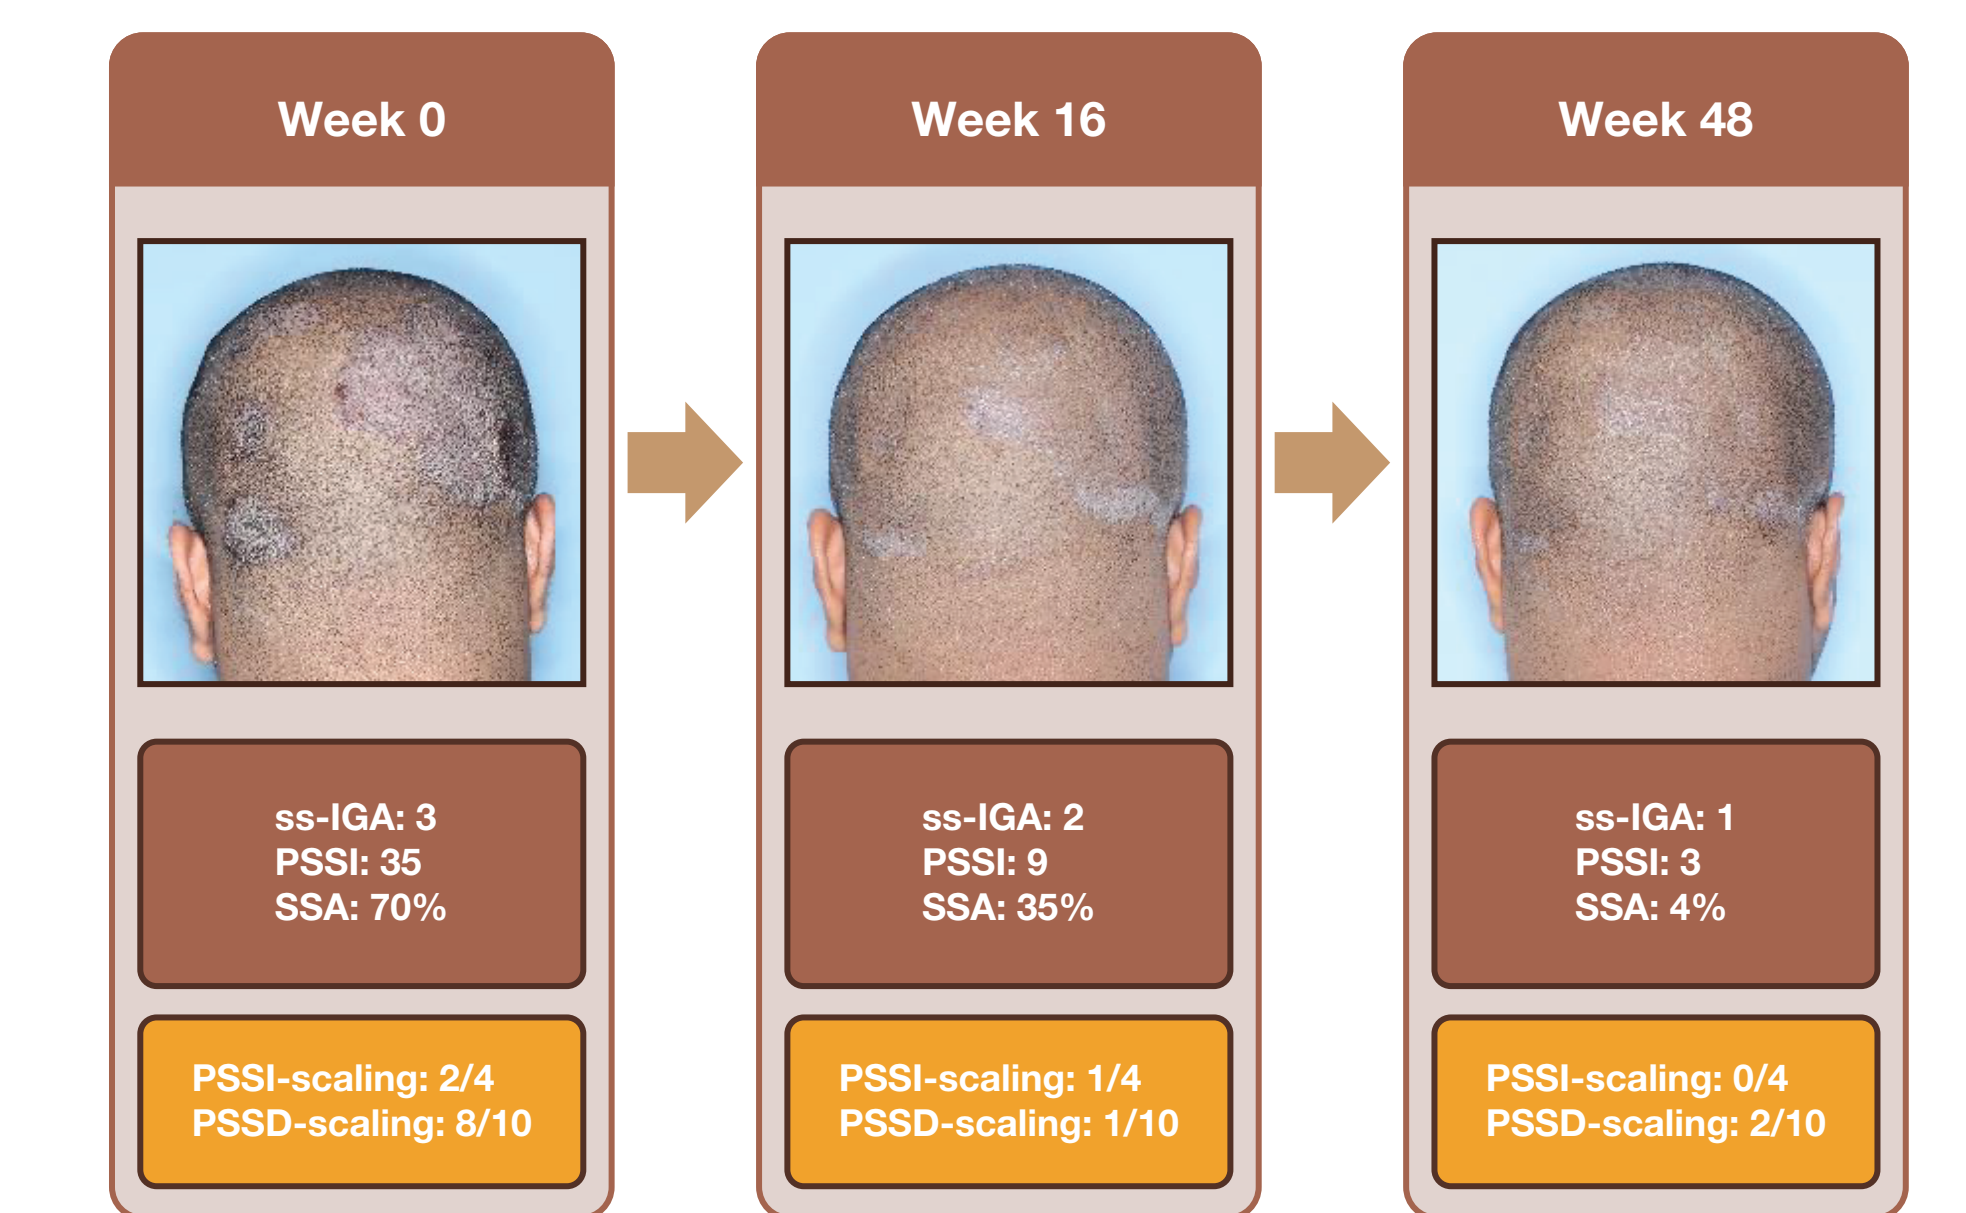 Week 0
ss-IGA: 3
PSSI: 35
SSA: 70%
PSSI-scaling: 2/4
PSSD-scaling: 8/10
Week 16
ss-IGA: 2
PSSI: 9
SSA: 35%
PSSI-scaling: 1/4
PSSD-scaling: 1/10
Week 48
ss-IGA: 1
PSSI: 3
SSA: 4%
PSSI-scaling: 0/4
PSSD-scaling: 2/10